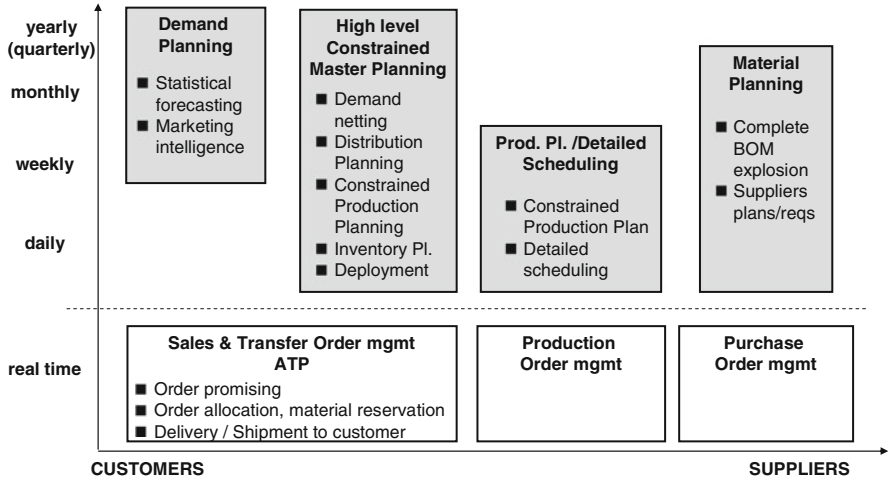 yearly
(quarterly)
monthly
weekly
daily
real time
Demand
Planning
■ Statistical
forecasting
■ Marketing
intelligence
High level
Constrained
Master Planning
■ Demand
netting
■ Distribution
Planning
■ Constrained
Production
Planning
■ Inventory Pl.
■ Deployment
Prod. Pl. /Detailed
Scheduling
■ Constrained
Production Plan
■ Detailed
scheduling
Material
Planning
■ Complete
BOM
explosion
■ Suppliers
plans/reqs
Sales & Transfer Order mgmt
ATP
■ Order promising
■ Order allocation, material reservation
■ Delivery / Shipment to customer
Production
Order mgmt
Purchase
Order mgmt
CUSTOMERS
SUPPLIERS